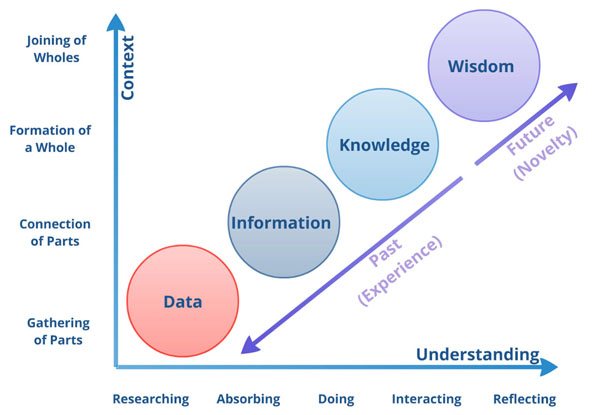 Joining of
Wholes
Context
Wisdom
Formation of
a Whole
Knowledge
Future
(Novelty)
Connection
of Parts
Information
Past
(Experience)
Data
Gathering
of Parts
Understanding
Researching
Absorbing
Doing
Interacting
Reflecting